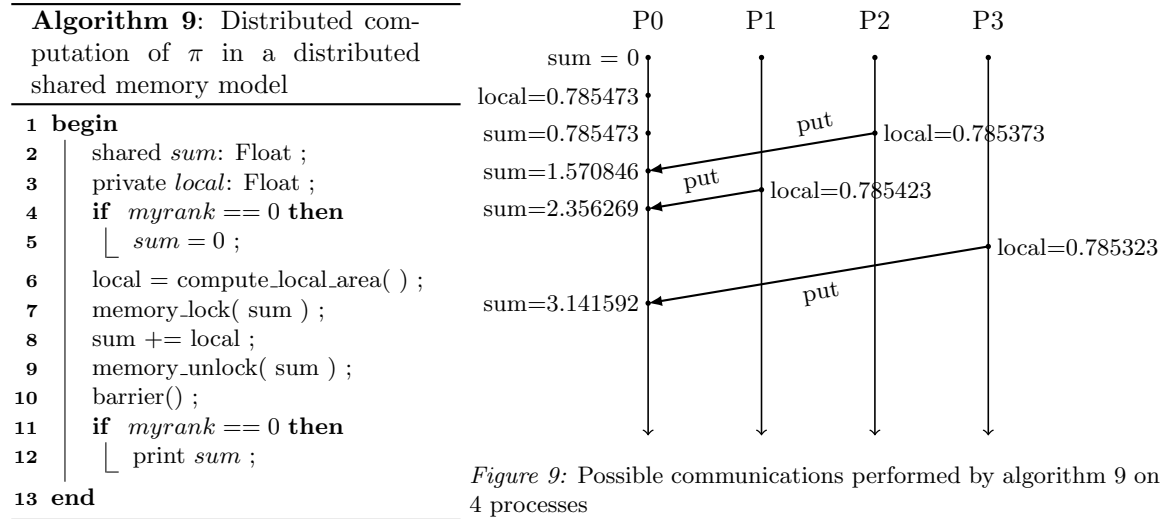 Algorithm 9: Distributed com-
putation of π in a distributed
shared memory model
1 begin
2 shared sum: Float ;
3 private local: Float ;
4 if myrank == 0 then
5 sum = 0 ;
6 local = compute_local_area( ) ;
7 memory_lock( sum ) ;
8 sum += local ;
9 memory_unlock( sum ) ;
10 barrier() ;
11 if myrank == 0 then
12 print sum ;
13 end
P0 P1 P2 P3
sum = 0
local=0.785473
sum=0.785473
put
local=0.785373
sum=1.570846
put
local=0.785423
sum=2.356269
local=0.785323
put
sum=3.141592
Figure 9: Possible communications performed by algorithm 9 on
4 processes